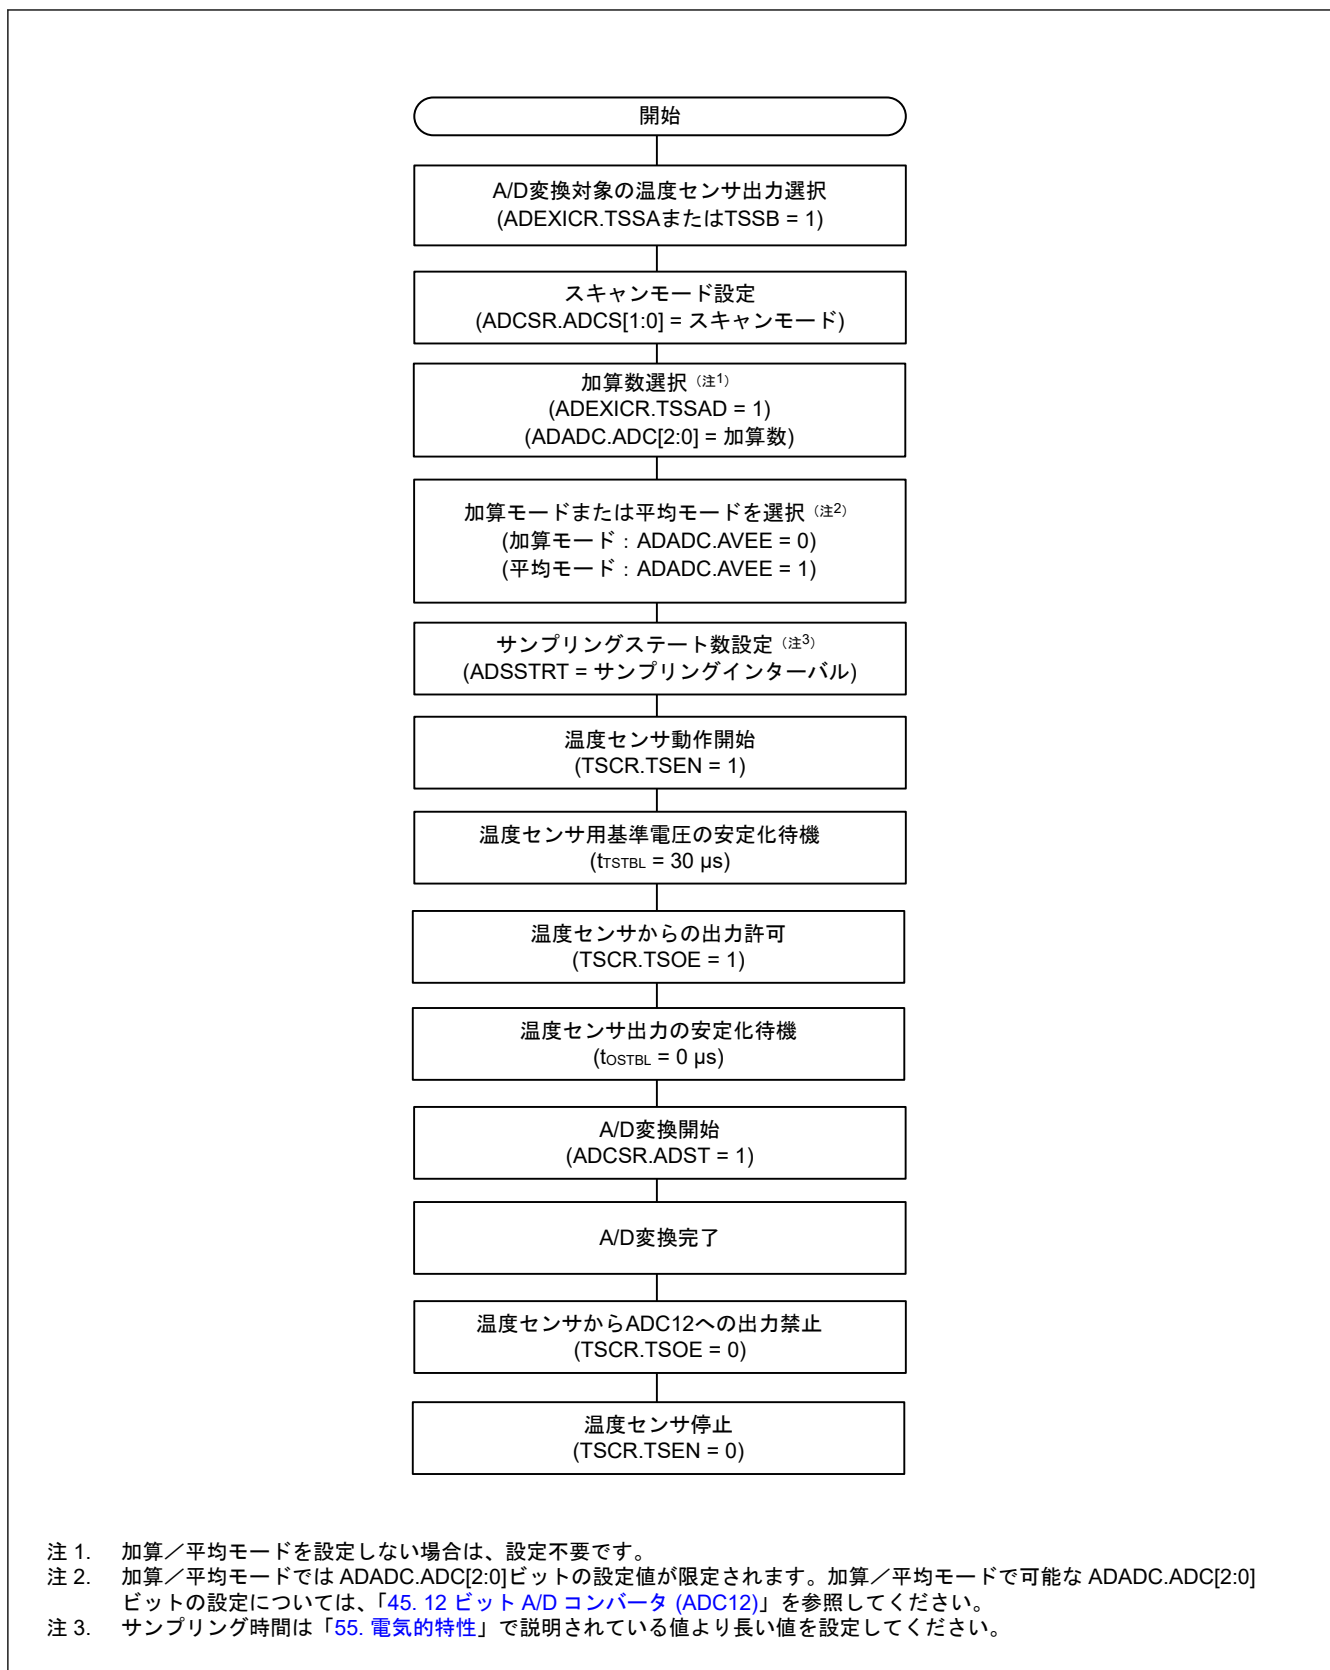 開始
A/D変換対象の温度センサ出力選択
(ADEXICR.TSSAまたはTSSB = 1)
スキャンモード設定
(ADCSR.ADCS[1:0] = スキャンモード)
加算数選択（注1）
(ADEXICR.TSSAD = 1)
(ADADC.ADC[2:0] = 加算数)
加算モードまたは平均モードを選択（注2）
(加算モード：ADADC.AVEE = 0)
(平均モード：ADADC.AVEE = 1)
サンプリングステート数設定（注3）
(ADSSTRT = サンプリングインターバル)
温度センサ動作開始
(TSCR.TSEN = 1)
温度センサ用基準電圧の安定化待機
(tTSTBL = 30 µs)
温度センサからの出力許可
(TSCR.TSOE = 1)
温度センサ出力の安定化待機
(tOSTBL = 0 µs)
A/D変換開始
(ADCSR.ADST = 1)
A/D変換完了
温度センサからADC12への出力禁止
(TSCR.TSOE = 0)
温度センサ停止
(TSCR.TSEN = 0)
注 1. 加算／平均モードを設定しない場合は、設定不要です。
注 2. 加算／平均モードでは ADADC.ADC[2:0]ビットの設定値が限定されます。加算／平均モードで可能な ADADC.ADC[2:0]
ビットの設定については、「45. 12 ビット A/D コンバータ (ADC12)」を参照してください。
注 3. サンプリング時間は「55. 電気的特性」で説明されている値より長い値を設定してください。